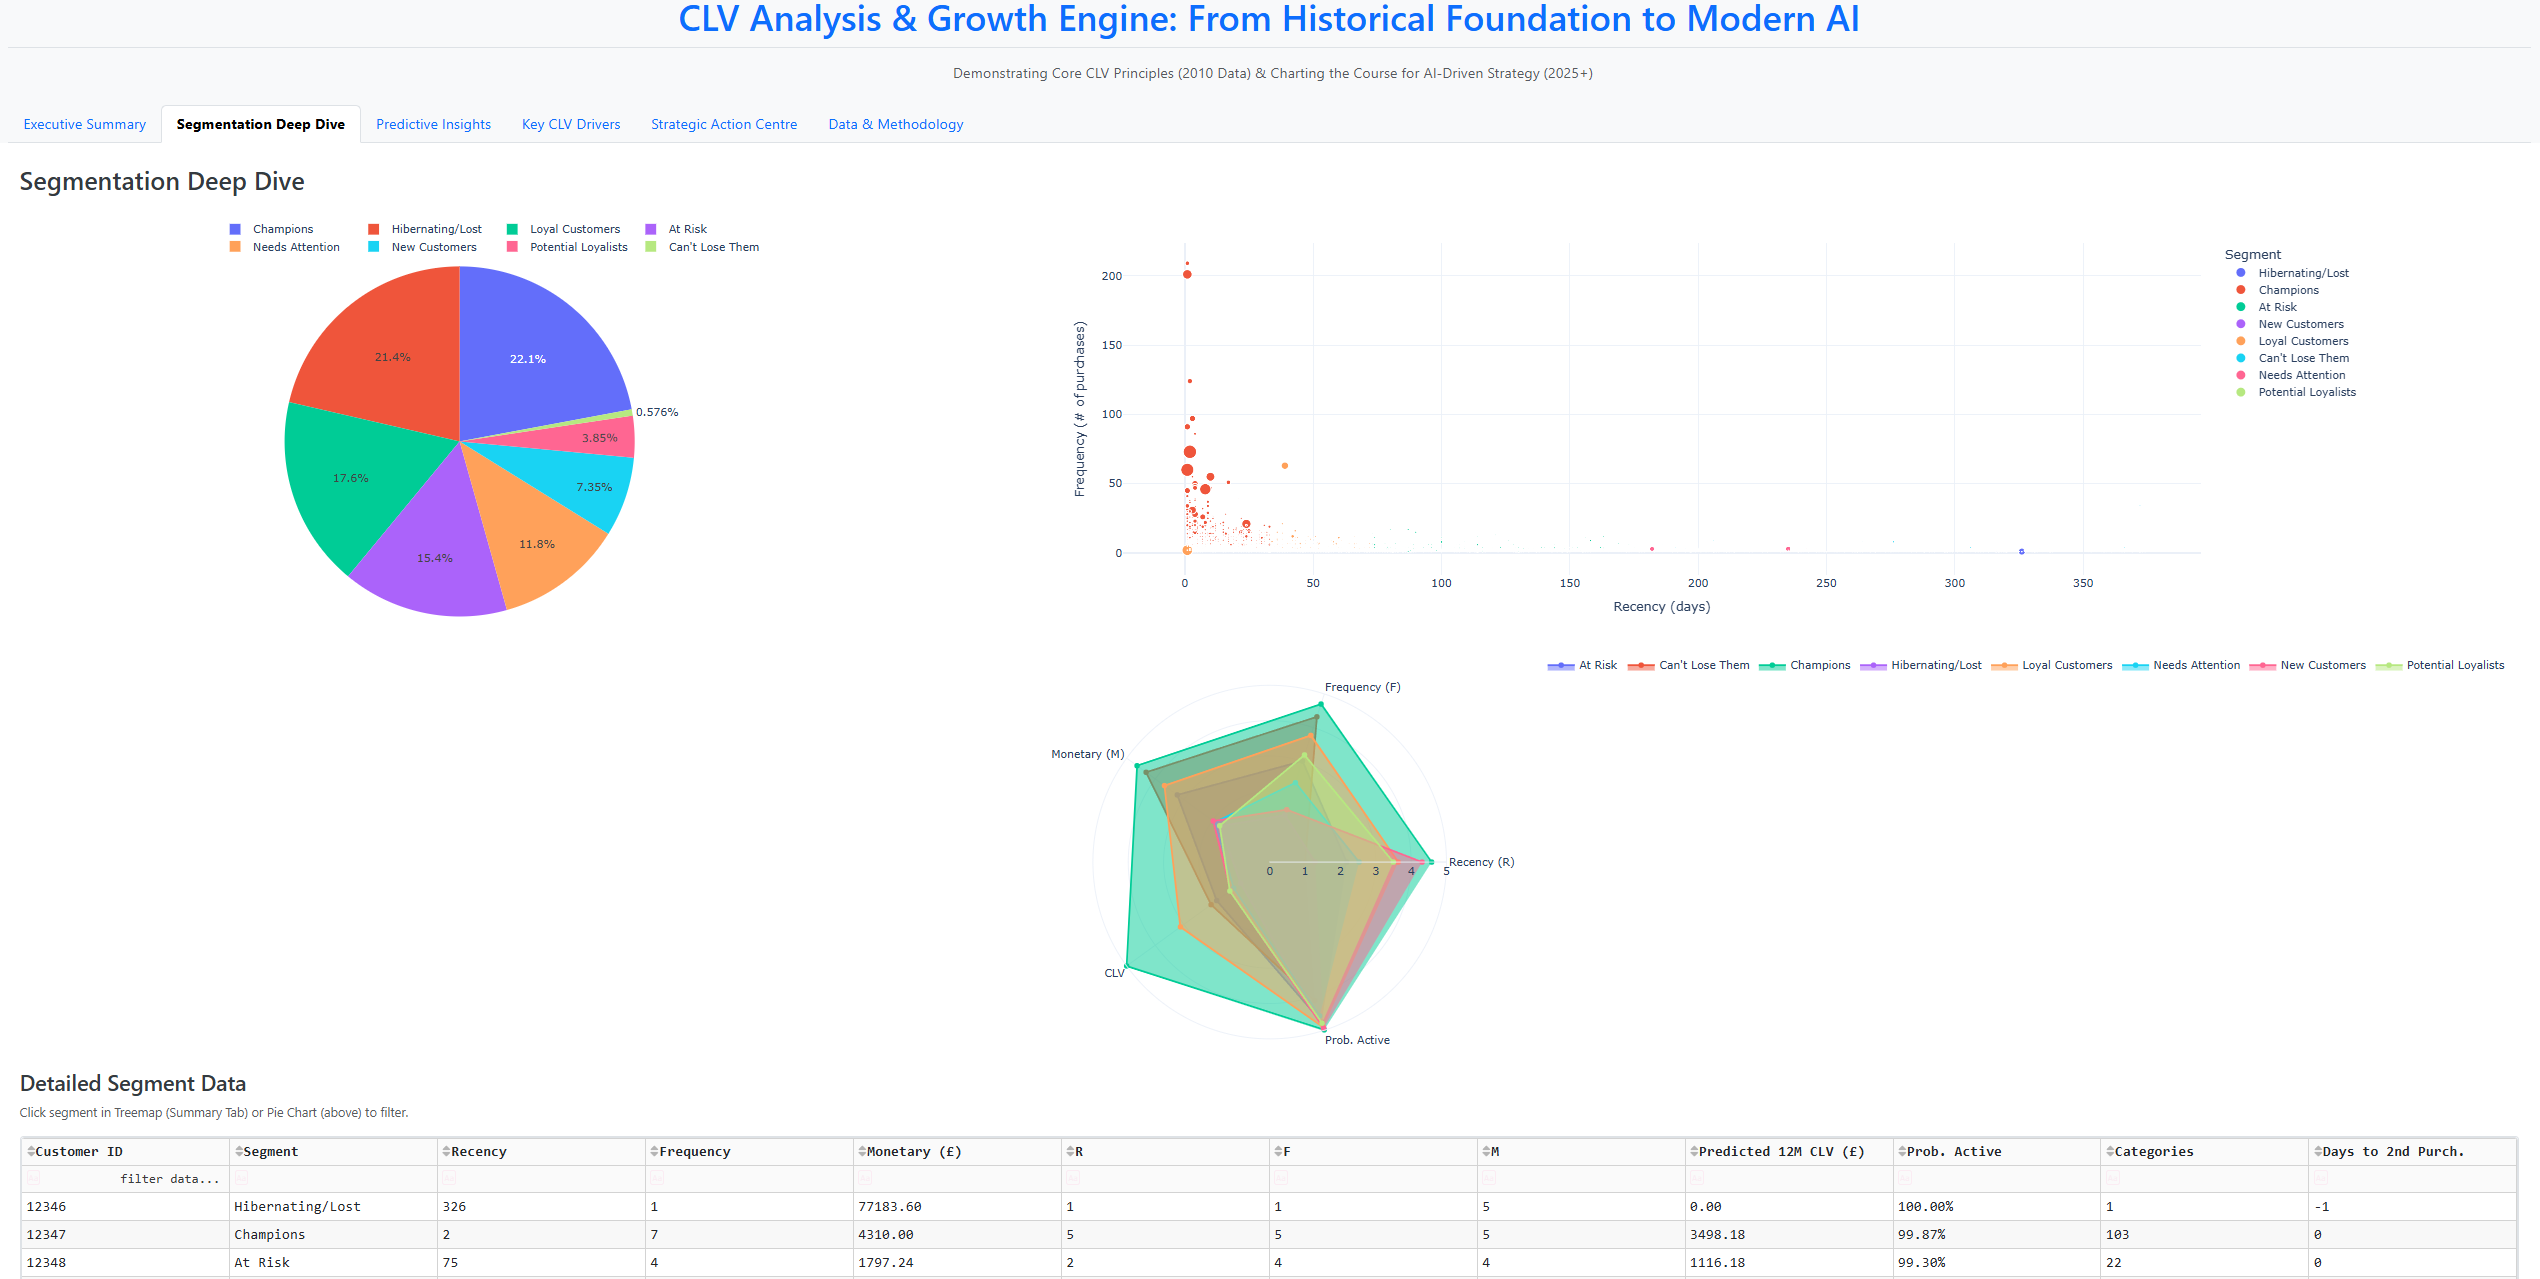 CLV Analysis & Growth Engine: From Historical Foundation to Modern AI
Demonstrating Core CLV Principles (2010 Data) & Charting the Course for AI-Driven Strategy (2025+)
Executive Summary
Segmentation Deep Dive
Predictive Insights
Key CLV Drivers
Strategic Action Centre
Data & Methodology
Segmentation Deep Dive
Champions Hibernating/Lost Loyal Customers At Risk
Needs Attention New Customers Potential Loyalists Can't Lose Them
22.1%
21.4%
0.576%
3.85%
17.6%
7.35%
11.8%
15.4%
Frequency (# of purdhases)
200
150
100
50
0
0 50 100 150 200 250 300 350
Recency (days)
Segment
Hibernating/Lost
Champions
At Risk
New Customers
Loyal Customers
Can't Lose Them
Needs Attention
Potential Loyalists
At Risk Can't Lose Them Champions Hibernating/Lost Loyal Customers Needs Attention New Customers Potential Loyalists
Frequency (F)
Monetary (M)
Recency (R)
0 1 2 3 4 5
CLV
Prob. Active
Detailed Segment Data
Click segment in Treemap (Summary Tab) or Pie Chart (above) to filter.
Customer ID Segment Recency Frequency Monetary (£) R F M Predicted 12M CLV (£) Prob. Active Categories Days to 2nd Purch.
filter data...
12346 Hibernating/Lost 326 1 77183.60 1 1 5 0.00 100.00% 1 -1
12347 Champions 2 7 4310.00 5 5 5 3498.18 99.87% 103 0
12348 At Risk 75 4 1797.24 2 4 4 1116.18 99.30% 22 0